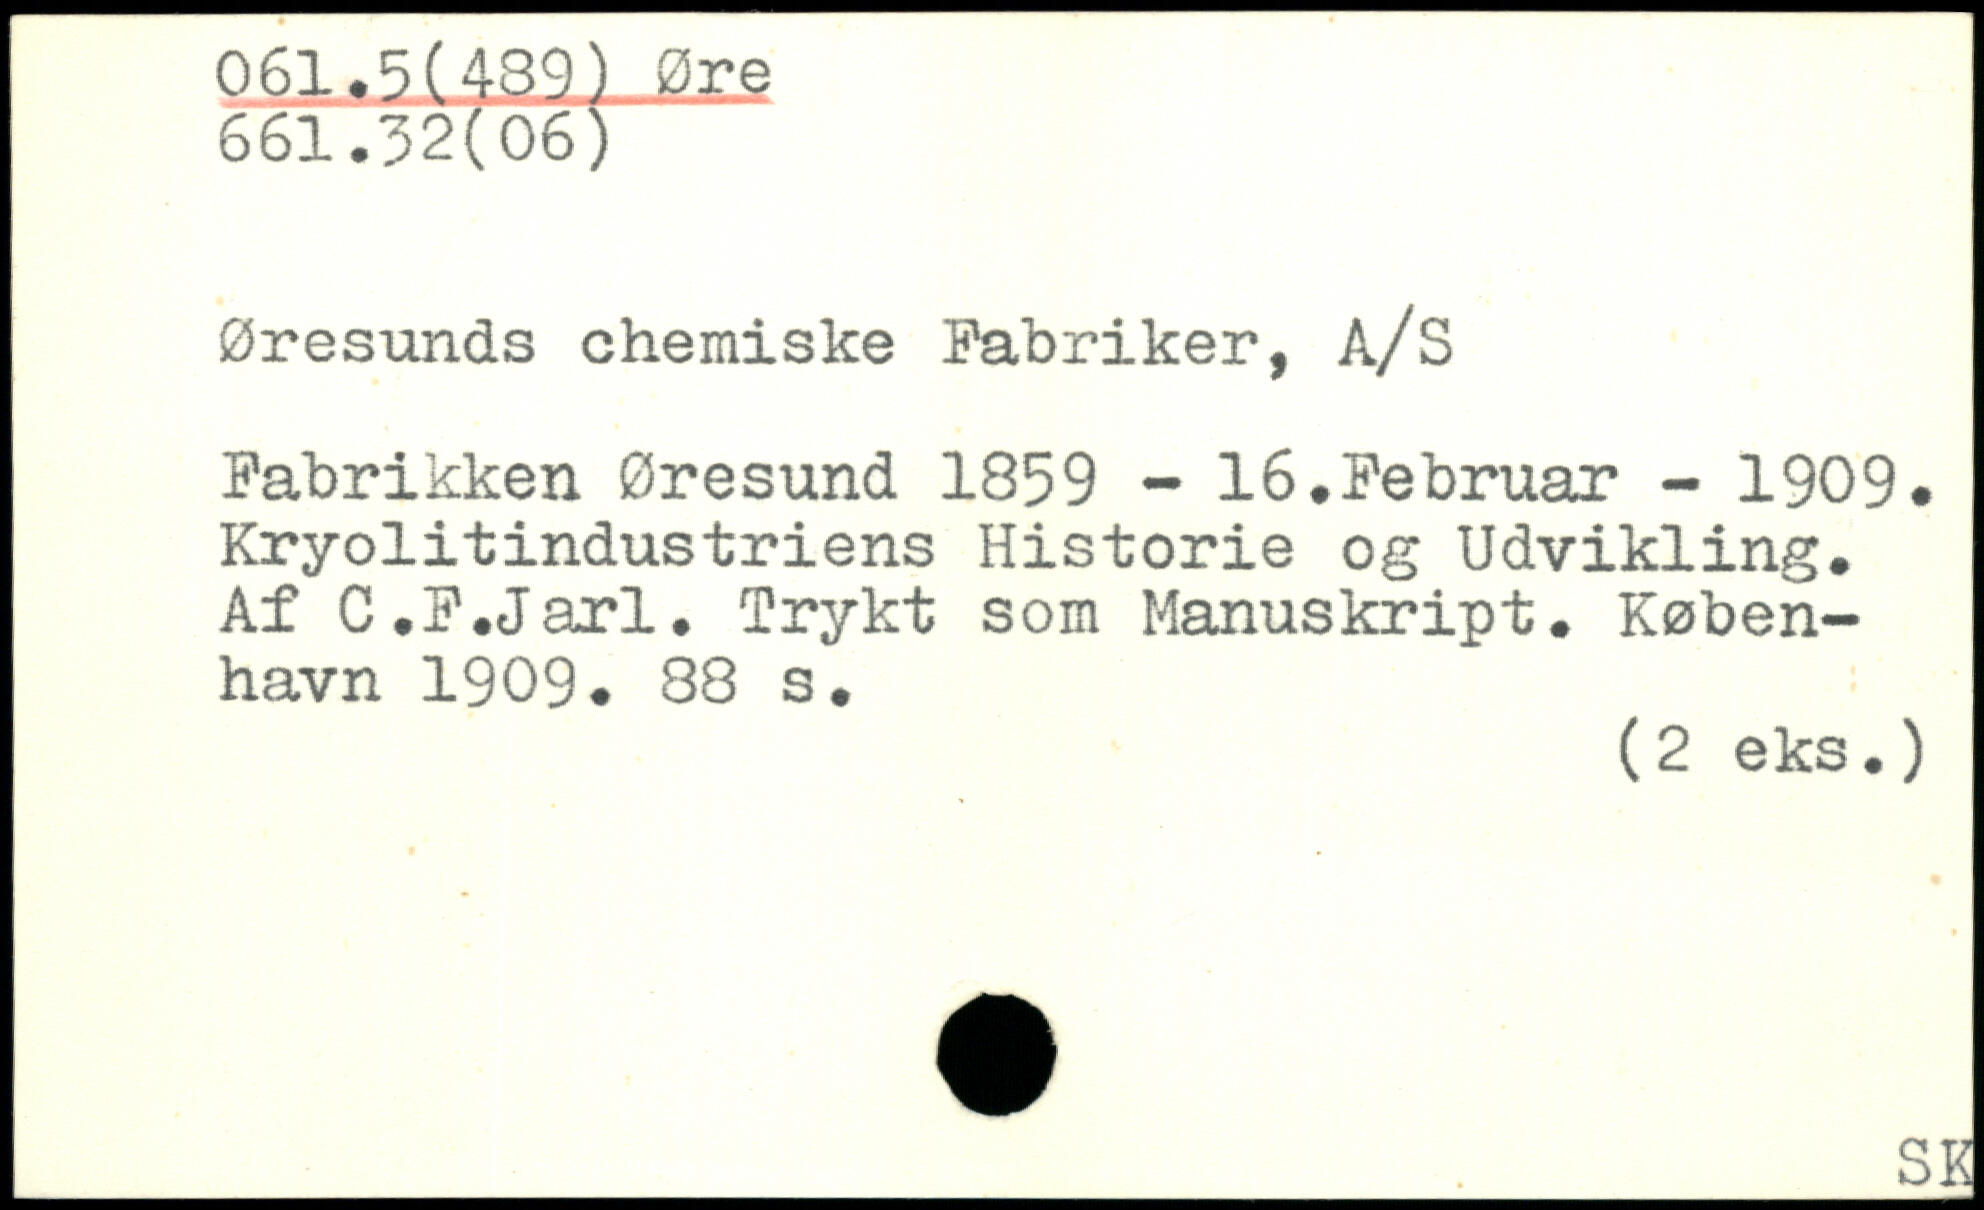 061.5(489) Øre
661.32(06)
Øresunds chemiske Fabriker, A/S
Fabrikken Øresund 1859 - 16.Februar - 1909.
Kryolitindustriens Historie og Udvikling.
Af C.F.Jarl. Trykt som Manuskript. Køben-
havn 1909. 88 s.
(2 eks.)
SK